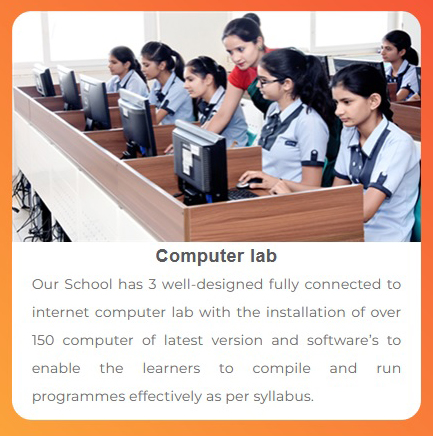 Computer lab
Our School has 3 well-designed fully connected to
internet computer lab with the installation of over
150 computer of latest version and software's to
enable the learners to compile and run
programmes effectively as per syllabus.